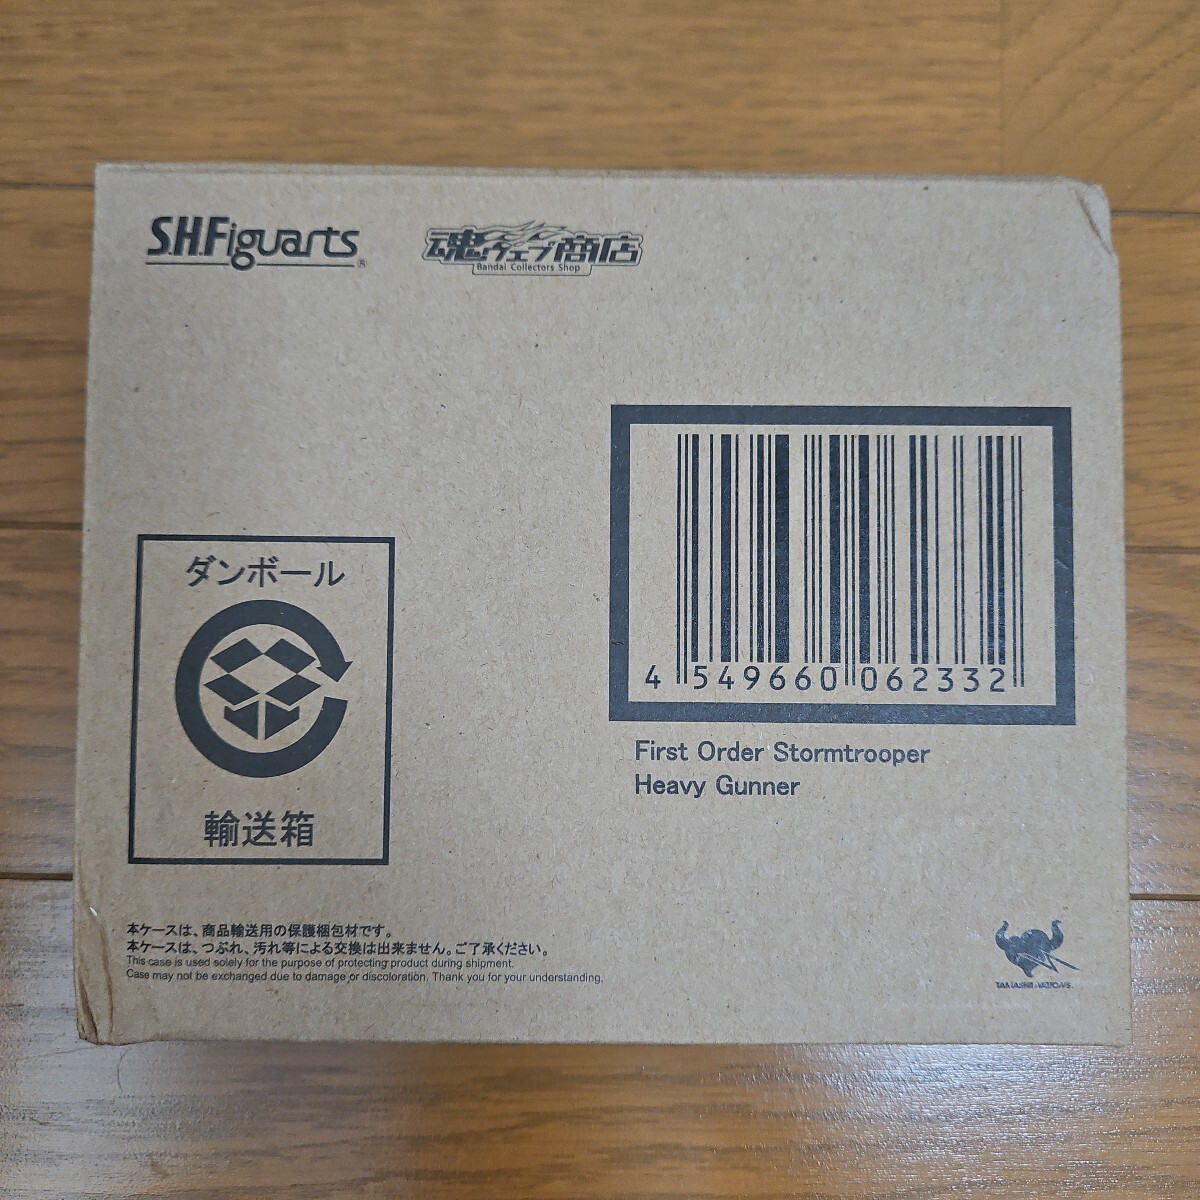 S.H.Figuarts®
魂ウェブ商店
Bandai Collectors Shop
4 549660 062332
First Order Stormtrooper
Heavy Gunner
ダンボール
輸送箱
本ケースは、商品輸送用の保護梱包材です。
本ケースは、つぶれ、汚れ等による交換は出来ません。ご了承ください。
This case is used solely for the purpose of protecting product during shipment.
Case may not be exchanged due to damage or discoloration. Thank you for your understanding.
TAMASHII NATIONS